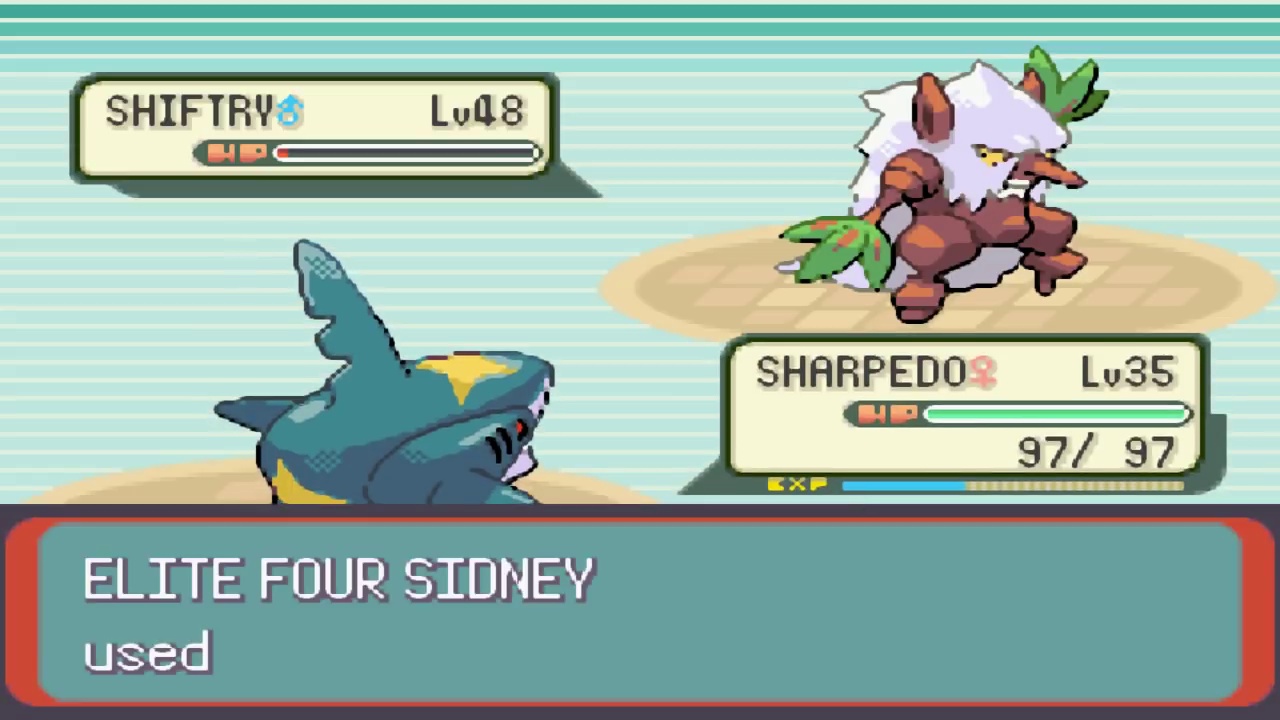 SHIFTRY♂ Lv48
HP
SHARPEDO♀ Lv35
HP
97/ 97
EXP
ELITE FOUR SIDNEY
used